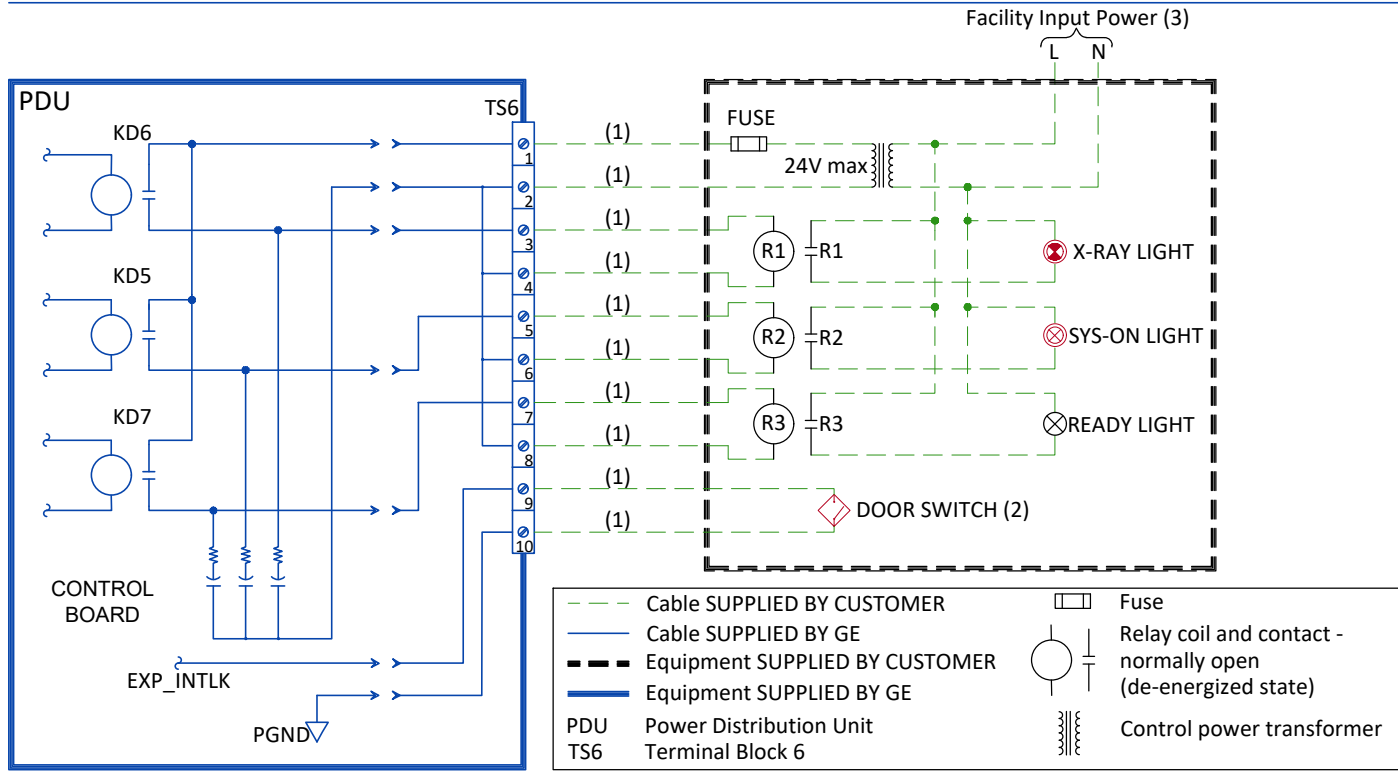 Facility Input Power (3)
L N
PDU
TS6
KD6
KD5
KD7
1
2
3
4
5
6
7
8
9
10
(1)
(1)
(1)
(1)
(1)
(1)
(1)
(1)
(1)
(1)
FUSE
24V max
R1 R1 X-RAY LIGHT
R2 R2 SYS-ON LIGHT
R3 R3 READY LIGHT
DOOR SWITCH (2)
CONTROL
BOARD
EXP_INTLK
PGND
Cable SUPPLIED BY CUSTOMER
Cable SUPPLIED BY GE
Equipment SUPPLIED BY CUSTOMER
Equipment SUPPLIED BY GE
PDU Power Distribution Unit
TS6 Terminal Block 6
Fuse
Relay coil and contact -
normally open
(de-energized state)
Control power transformer